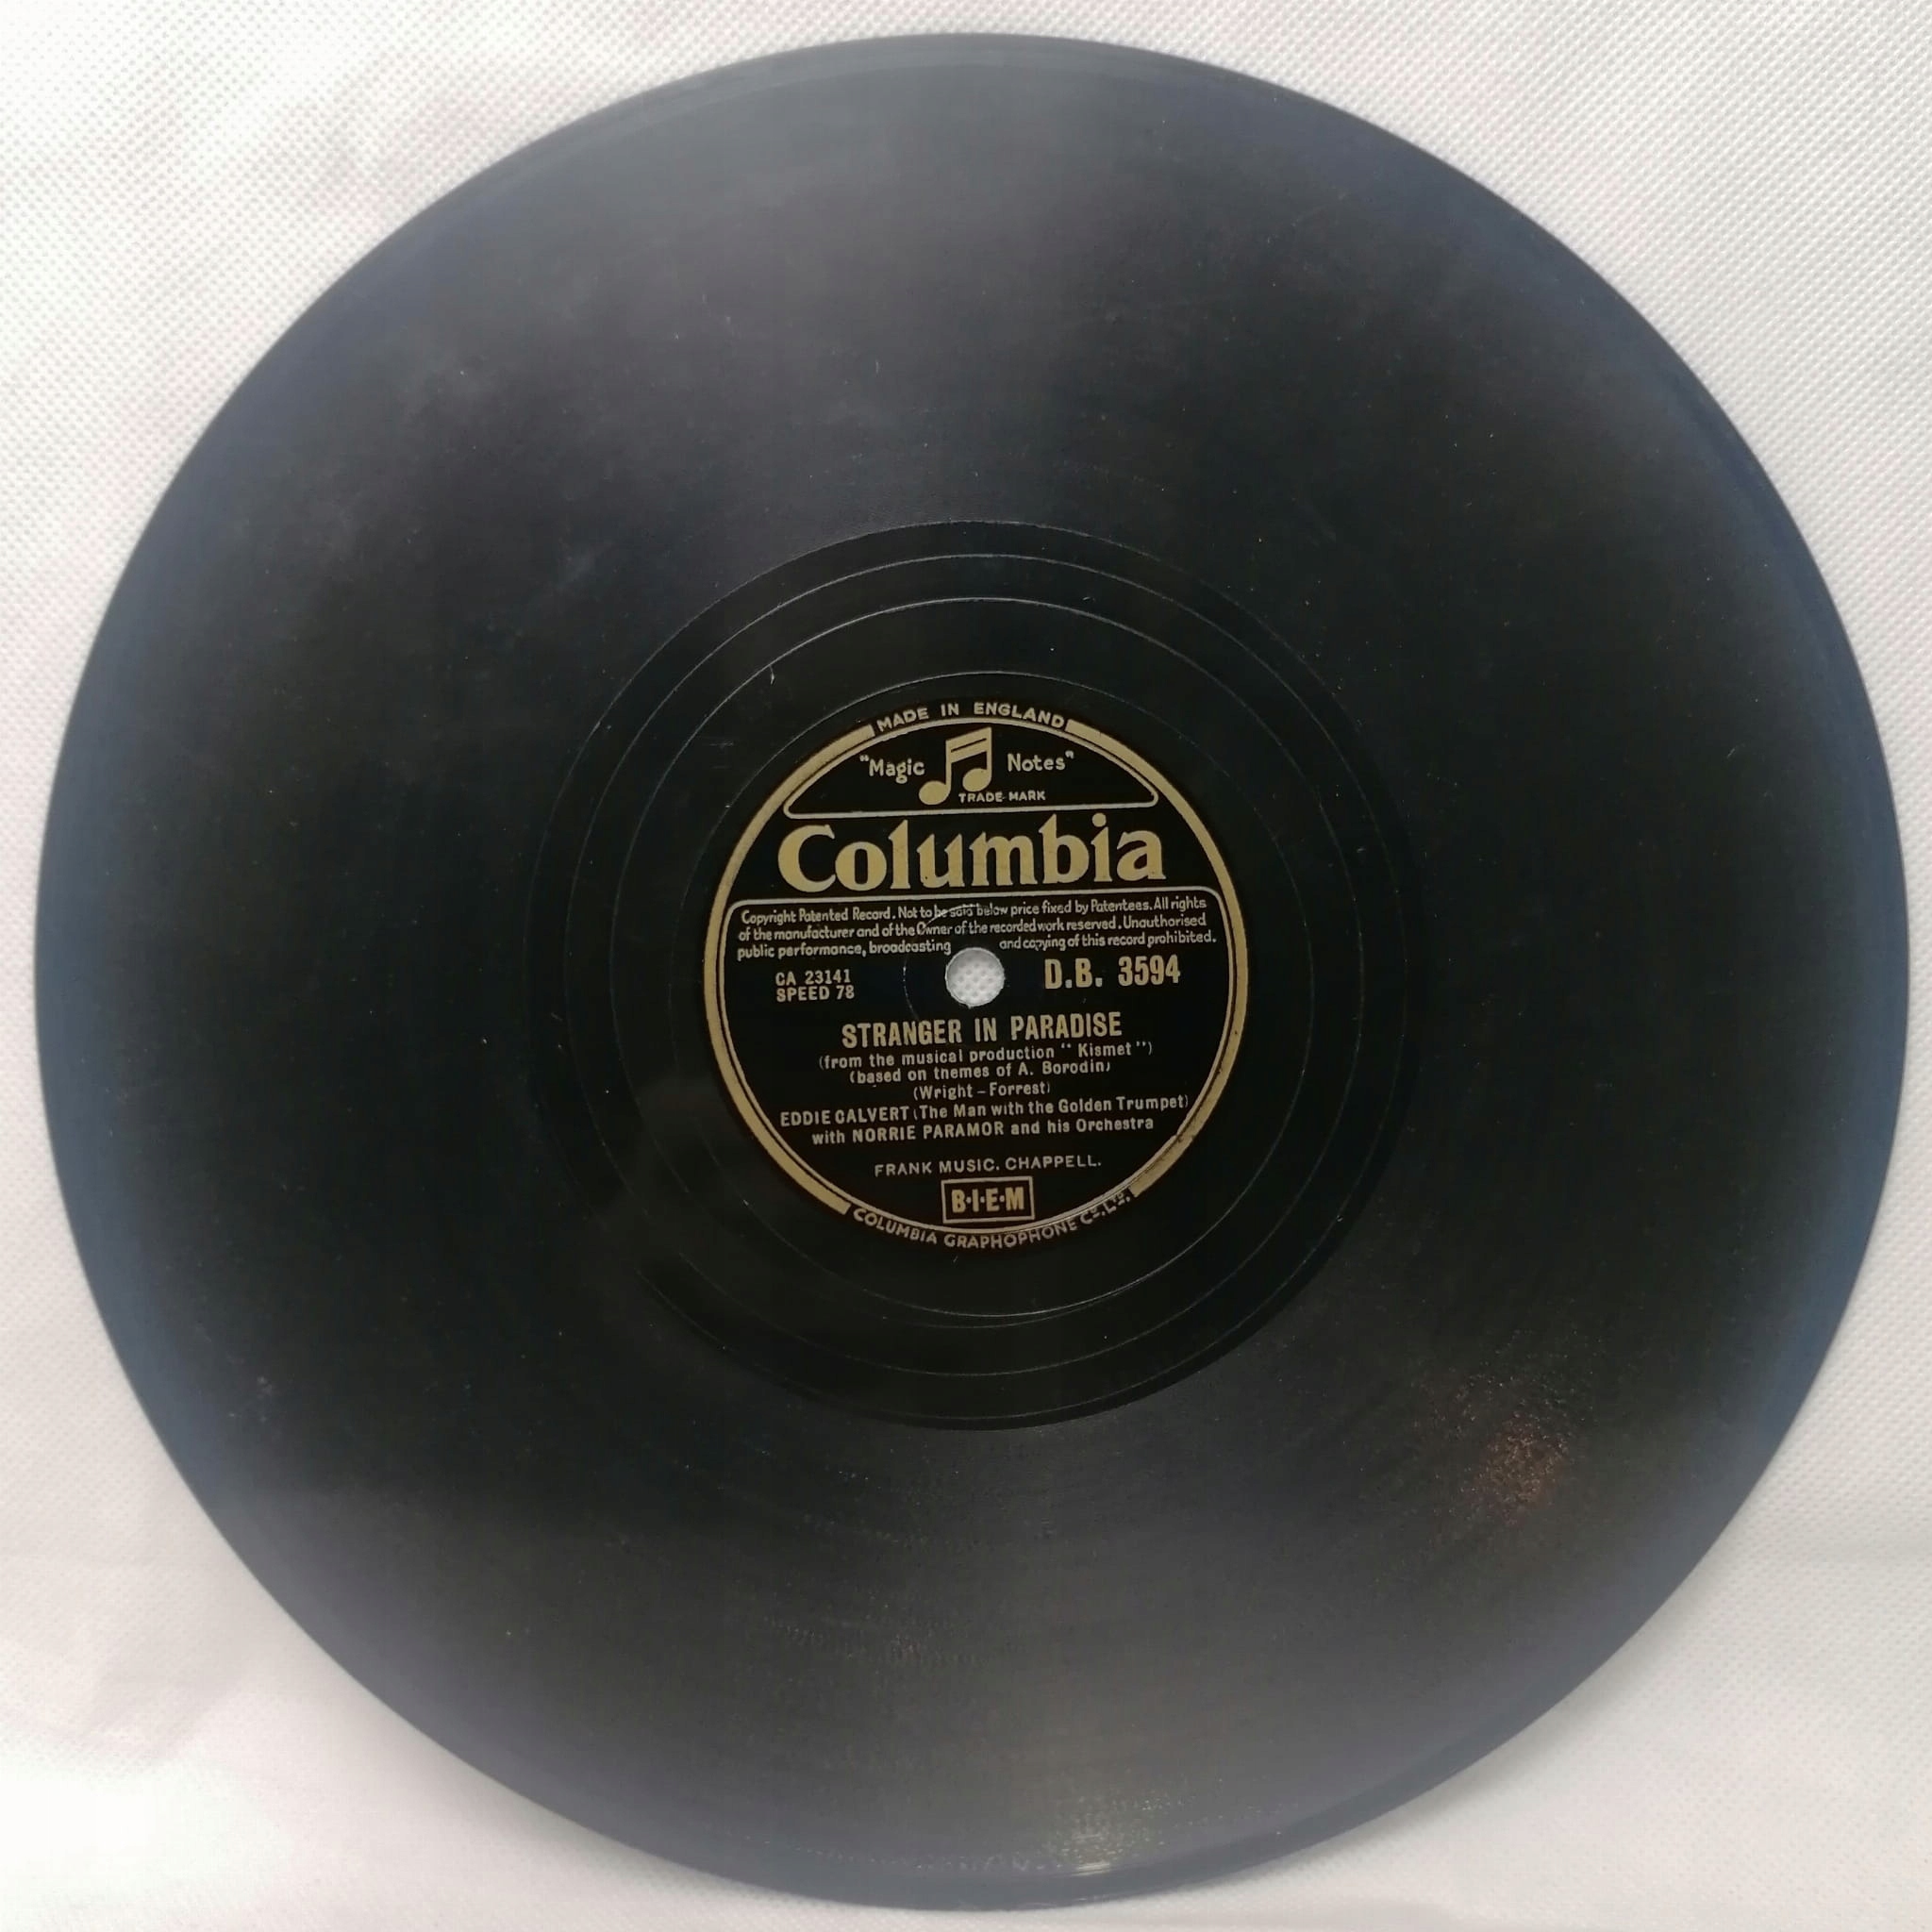 MADE IN ENGLAND
"Magic Notes"
TRADE-MARK
Columbia
Copyright Patented Record. Not to be sold below price fixed by Patentees. All rights
of the manufacturer and of the Owner of the recorded work reserved. Unauthorised
public performance, broadcasting and copying of this record prohibited.
CA 23141
SPEED 78
D.B. 3594
STRANGER IN PARADISE
(from the musical production "Kismet")
(based on themes of A. Borodin)
(Wright – Forrest)
EDDIE CALVERT (The Man with the Golden Trumpet)
with NORRIE PARAMOR and his Orchestra
FRANK MUSIC. CHAPPELL.
B·I·E·M
COLUMBIA GRAPHOPHONE Co., LTD.